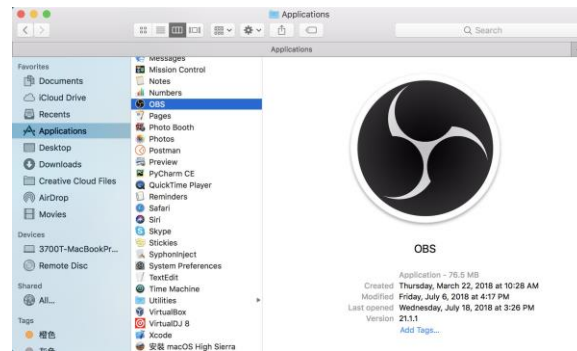 Applications
Search
Applications
Favorites
Documents
iCloud Drive
Recents
Applications
Desktop
Downloads
Creative Cloud Files
AirDrop
Movies
Devices
3700T-MacBookPr...
Remote Disc
Shared
All...
Tags
橙色
灰色
Messages
Mission Control
Notes
Numbers
OBS
Pages
Photo Booth
Photos
Postman
Preview
PyCharm CE
QuickTime Player
Reminders
Safari
Siri
Skype
Stickies
SyphonInject
System Preferences
TextEdit
Time Machine
Utilities
VirtualBox
VirtualDJ 8
Xcode
安裝 macOS High Sierra
OBS
Application - 76.5 MB
Created Thursday, March 22, 2018 at 10:28 AM
Modified Friday, July 6, 2018 at 4:17 PM
Last opened Wednesday, July 18, 2018 at 3:26 PM
Version 21.1.1
Add Tags...